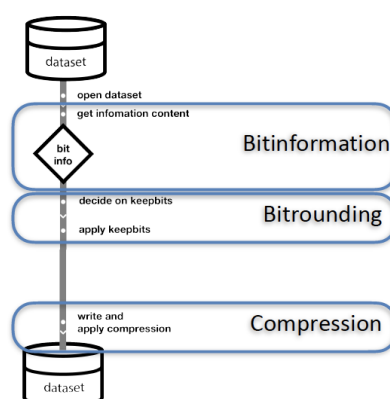 dataset
open dataset
get infomation content
bit
info
Bitinformation
decide on keepbits
Bitrounding
apply keepbits
write and
apply compression
Compression
dataset